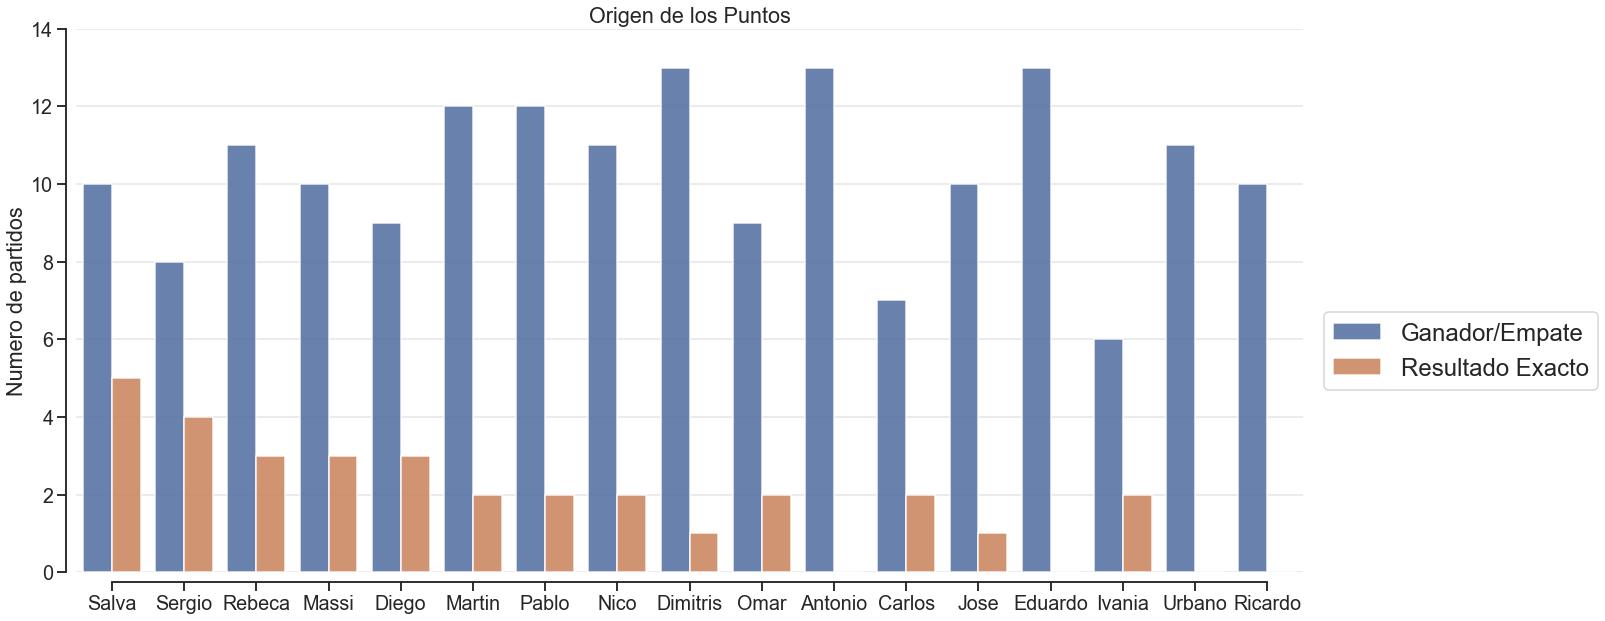 Origen de los Puntos
Numero de partidos
14
12
10
8
6
4
2
0
Salva Sergio Rebeca Massi Diego Martin Pablo Nico Dimitris Omar Antonio Carlos Jose Eduardo Ivania Urbano Ricardo
Ganador/Empate
Resultado Exacto